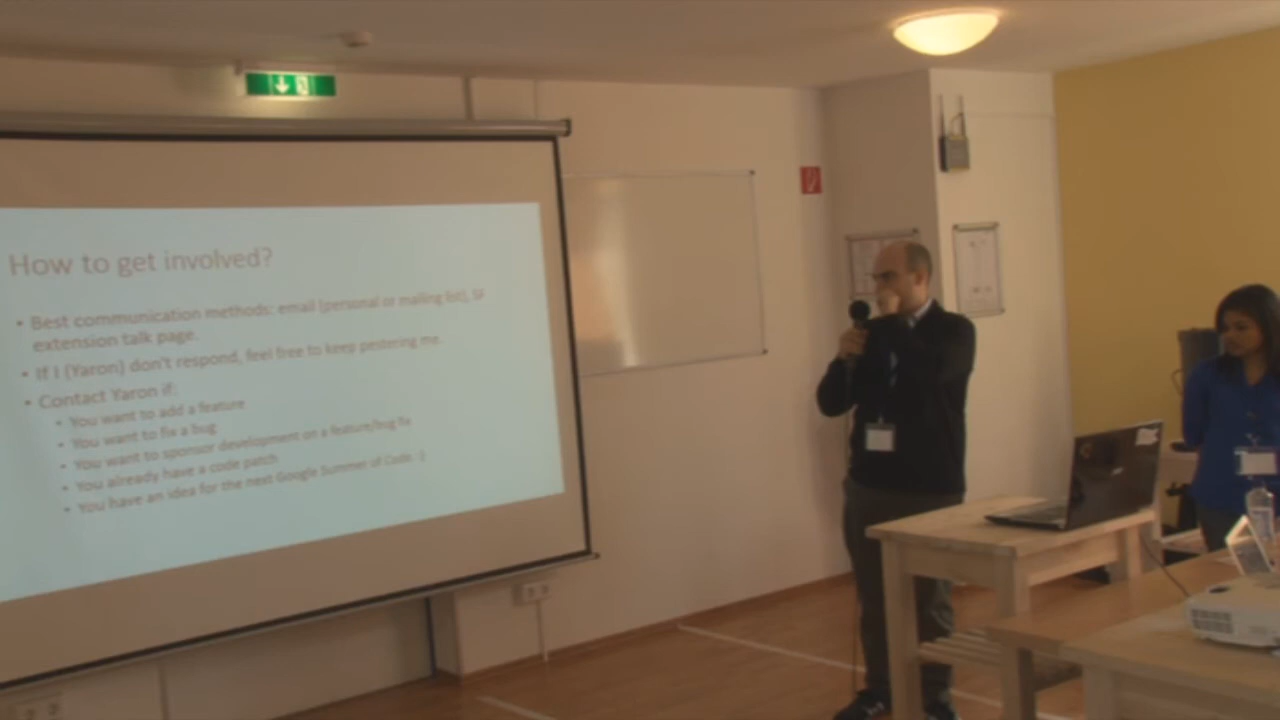 How to get involved?
• Best communication methods: email (personal or mailing list), SF
extension talk page.
• If I (Yaron) don't respond, feel free to keep pestering me.
• Contact Yaron if:
• You want to add a feature
• You want to fix a bug
• You want to sponsor development on a feature/bug fix
• You already have a code patch
• You have an idea for the next Google Summer of Code :)